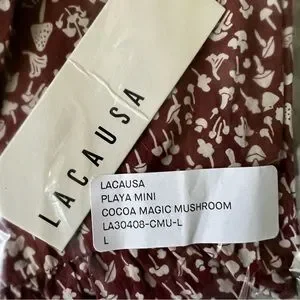 LACAUSA
LACAUSA
PLAYA MINI
COCOA MAGIC MUSHROOM
LA30408-CMU-L
L